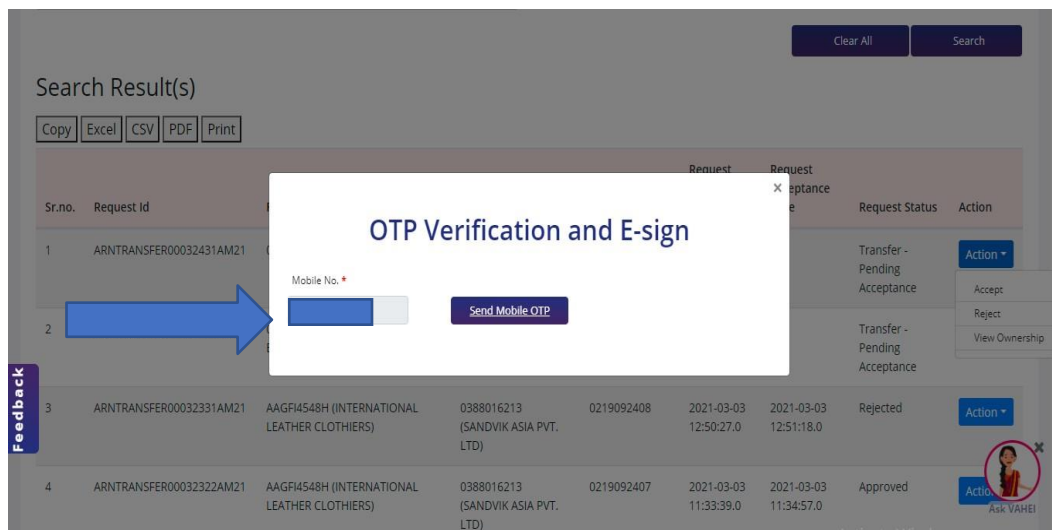 Clear All Search
Search Result(s)
Copy Excel CSV PDF Print
Request Request
× eptance
Sr.no. Request Id Request Status Action
OTP Verification and E-sign
1 ARNTRANSFER00032431AM21 Transfer - Action
Pending
Acceptance
Mobile No. *
Accept
Send Mobile OTP
Reject
2 Transfer -
View Ownership
Pending
Acceptance
Feedback
3 ARNTRANSFER00032331AM21 AAGFI4548H (INTERNATIONAL 0388016213 0219092408 2021-03-03 2021-03-03 Rejected Action
LEATHER CLOTHIERS) (SANDVIK ASIA PVT. 12:50:27.0 12:51:18.0
LTD)
×
4 ARNTRANSFER00032322AM21 AAGFI4548H (INTERNATIONAL 0388016213 0219092407 2021-03-03 2021-03-03 Approved
LEATHER CLOTHIERS) (SANDVIK ASIA PVT. 11:33:39.0 11:34:57.0
Ask VAHEI
LTD)